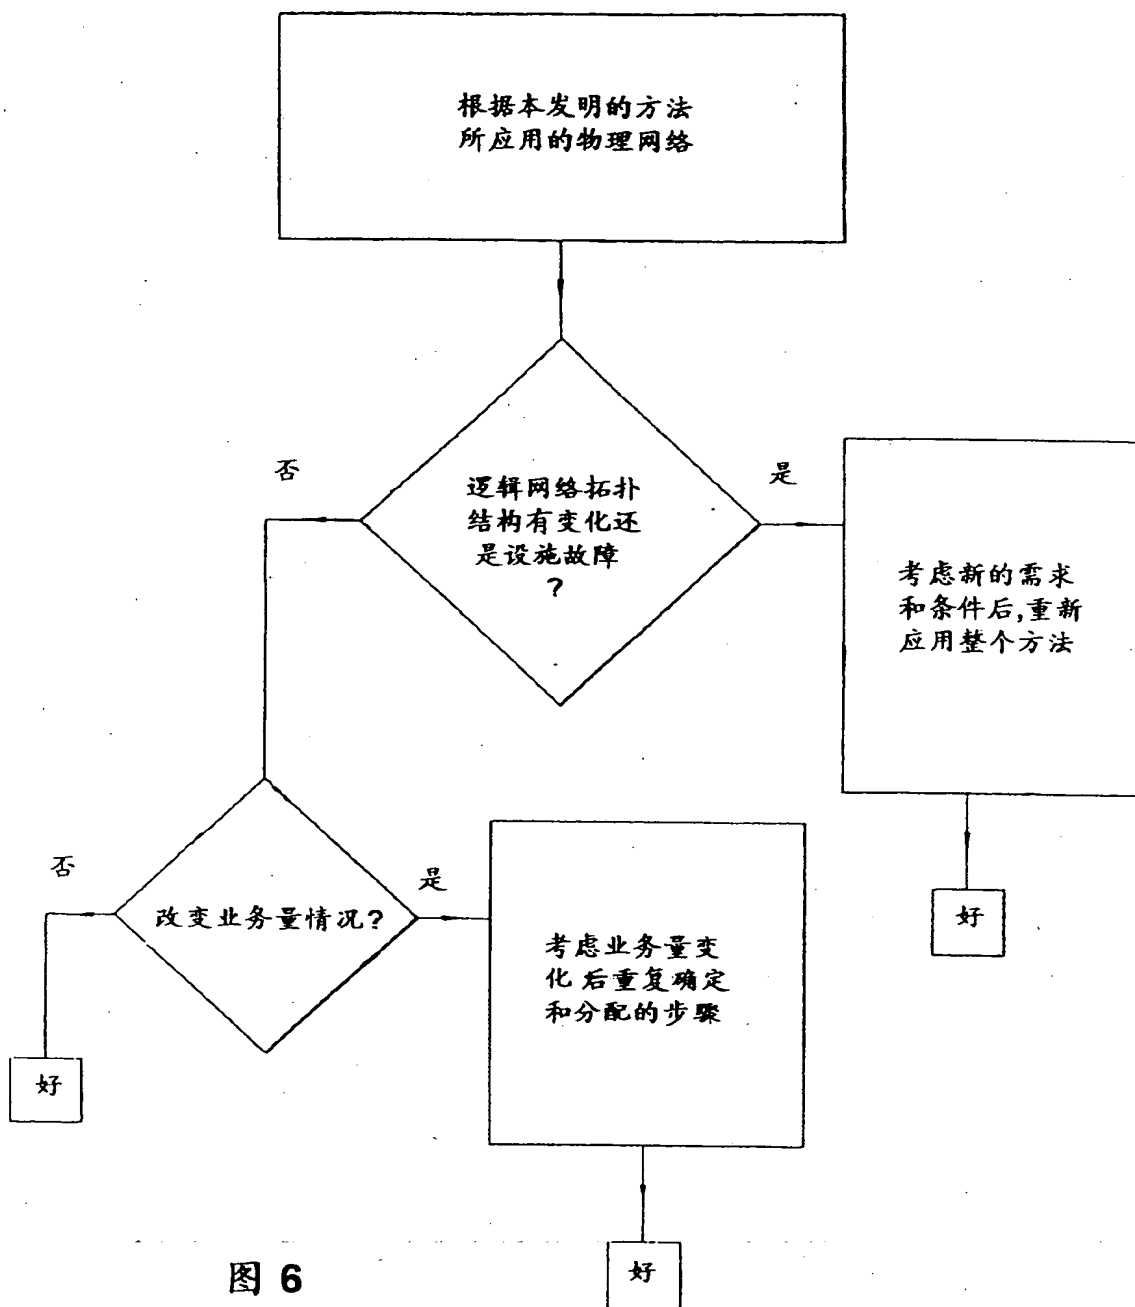 根据本发明的方法
所应用的物理网络
否
是
逻辑网络拓扑
结构有变化还
是设施故障
?
考虑新的需求
和条件后,重新
应用整个方法
好
否
是
改变业务量情况?
考虑业务量变
化后重复确定
和分配的步骤
好
好
图 6